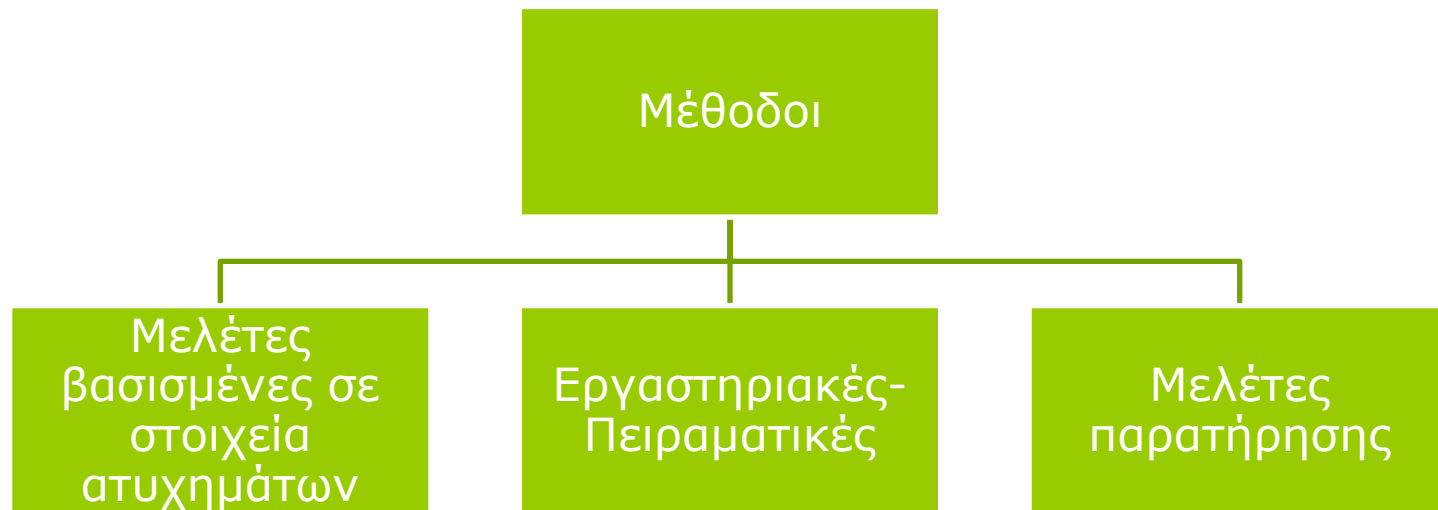 Μέθοδοι
Μελέτες
βασισμένες σε
στοιχεία
ατυχημάτων
Εργαστηριακές-
Πειραματικές
Μελέτες
παρατήρησης